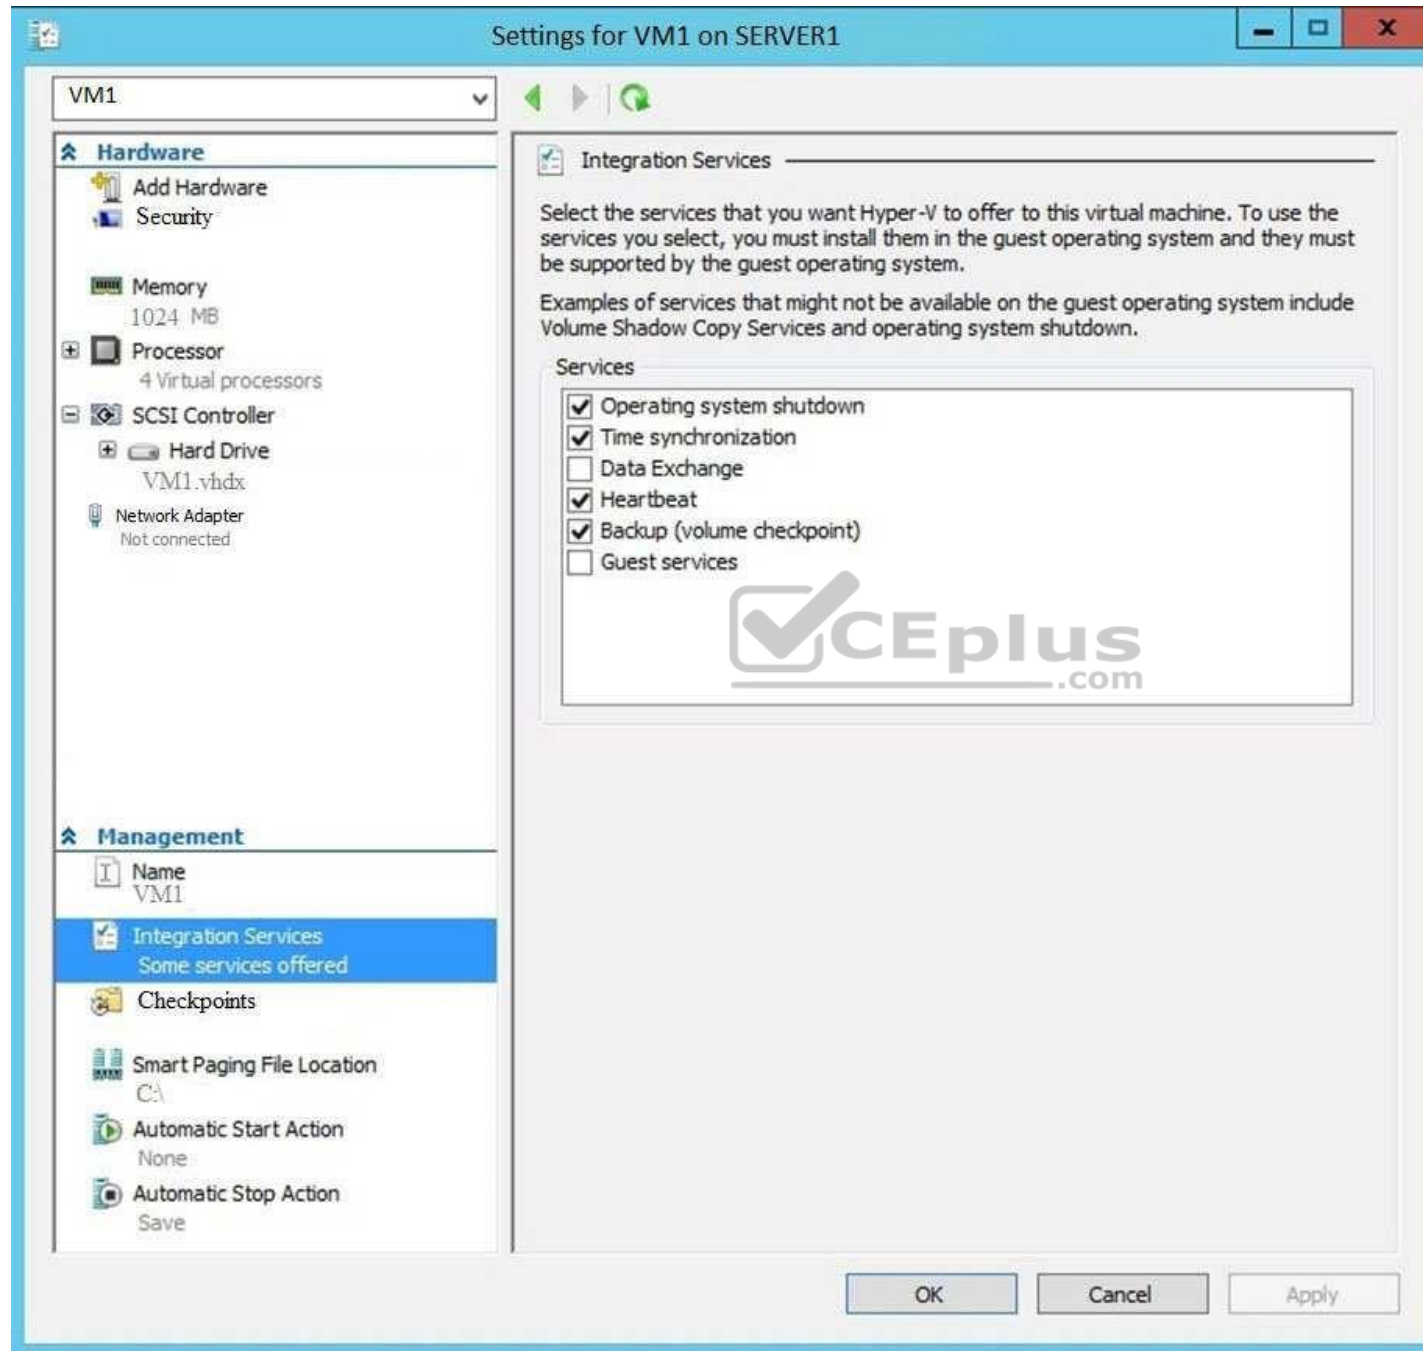 Settings for VM1 on SERVER1
VM1
Hardware
Add Hardware
Security
Memory
1024 MB
Processor
4 Virtual processors
SCSI Controller
Hard Drive
VM1.vhdx
Network Adapter
Not connected
Management
Name
VM1
Integration Services
Some services offered
Checkpoints
Smart Paging File Location
C:\
Automatic Start Action
None
Automatic Stop Action
Save
Integration Services
Select the services that you want Hyper-V to offer to this virtual machine. To use the
services you select, you must install them in the guest operating system and they must
be supported by the guest operating system.
Examples of services that might not be available on the guest operating system include
Volume Shadow Copy Services and operating system shutdown.
Services
Operating system shutdown
Time synchronization
Data Exchange
Heartbeat
Backup (volume checkpoint)
Guest services
CEplus
.com
OK
Cancel
Apply